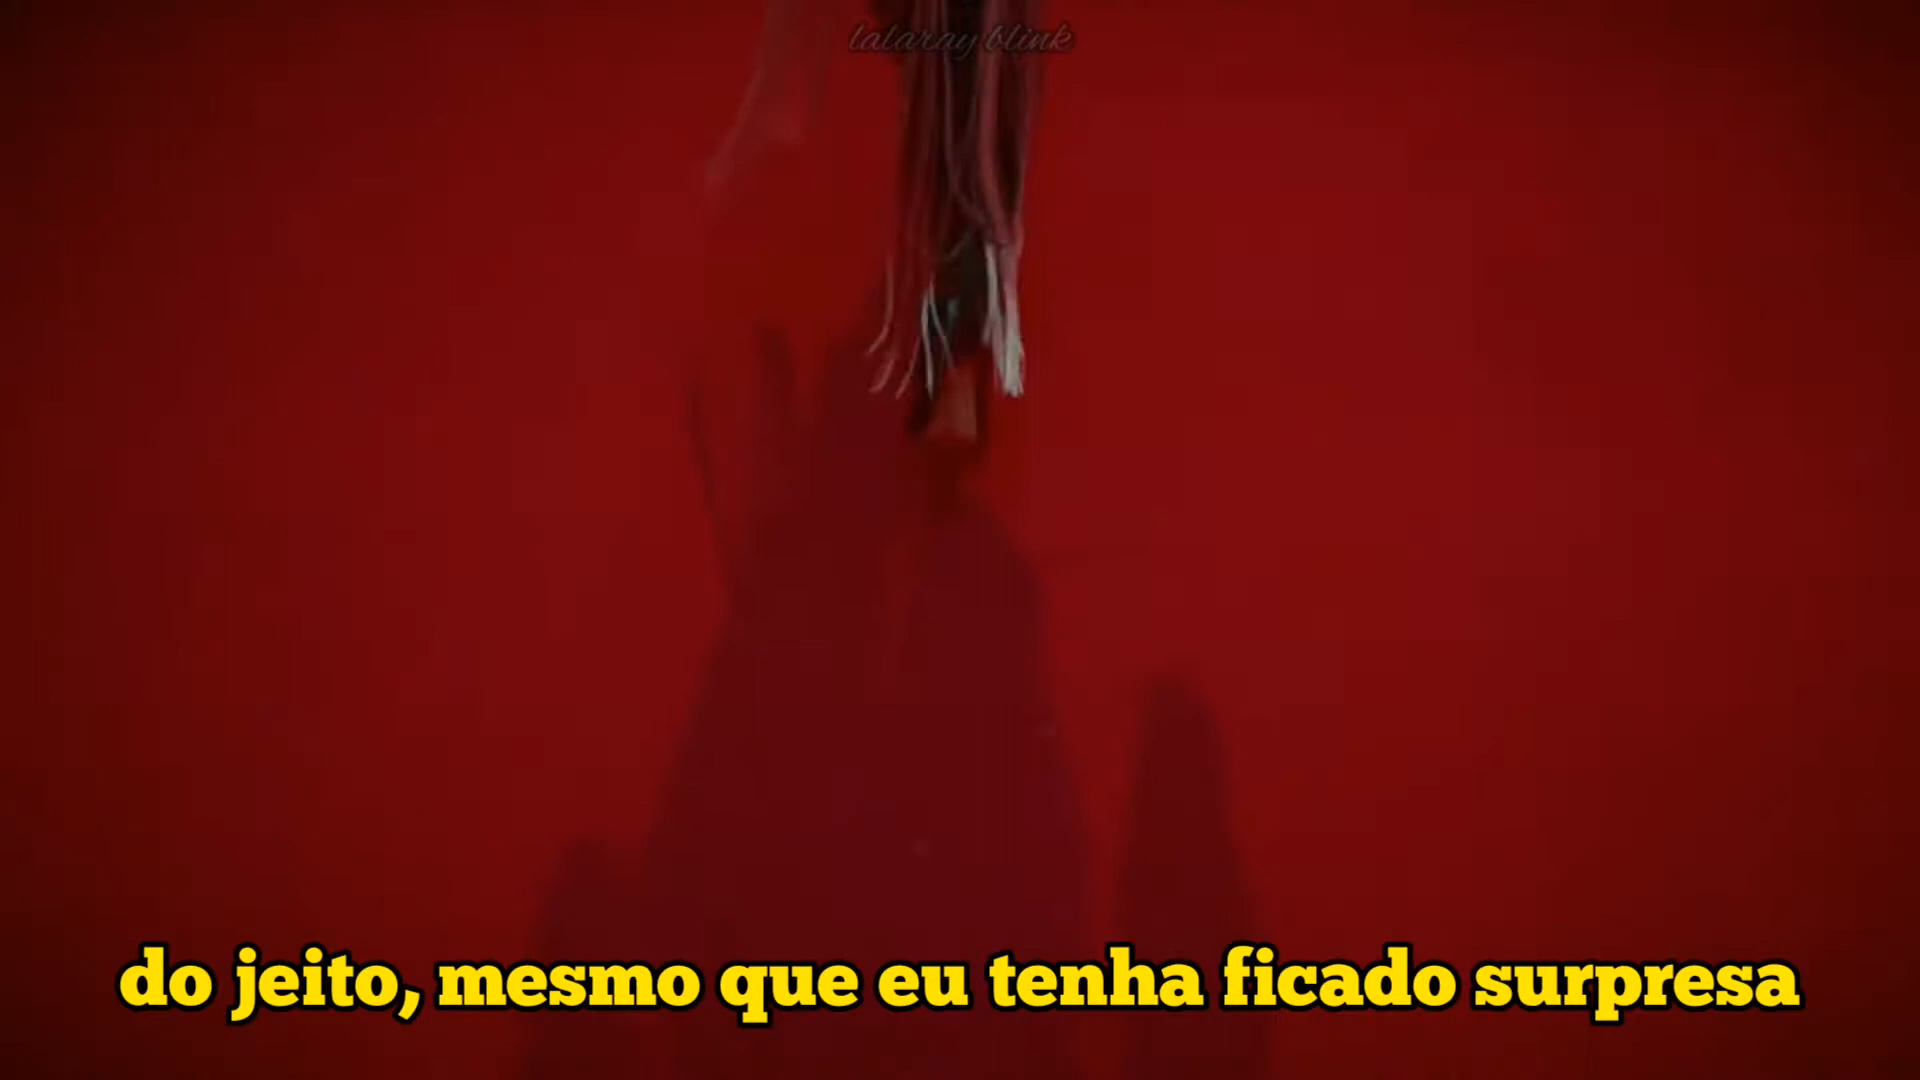 lalaray blink
do jeito, mesmo que eu tenha ficado surpresa